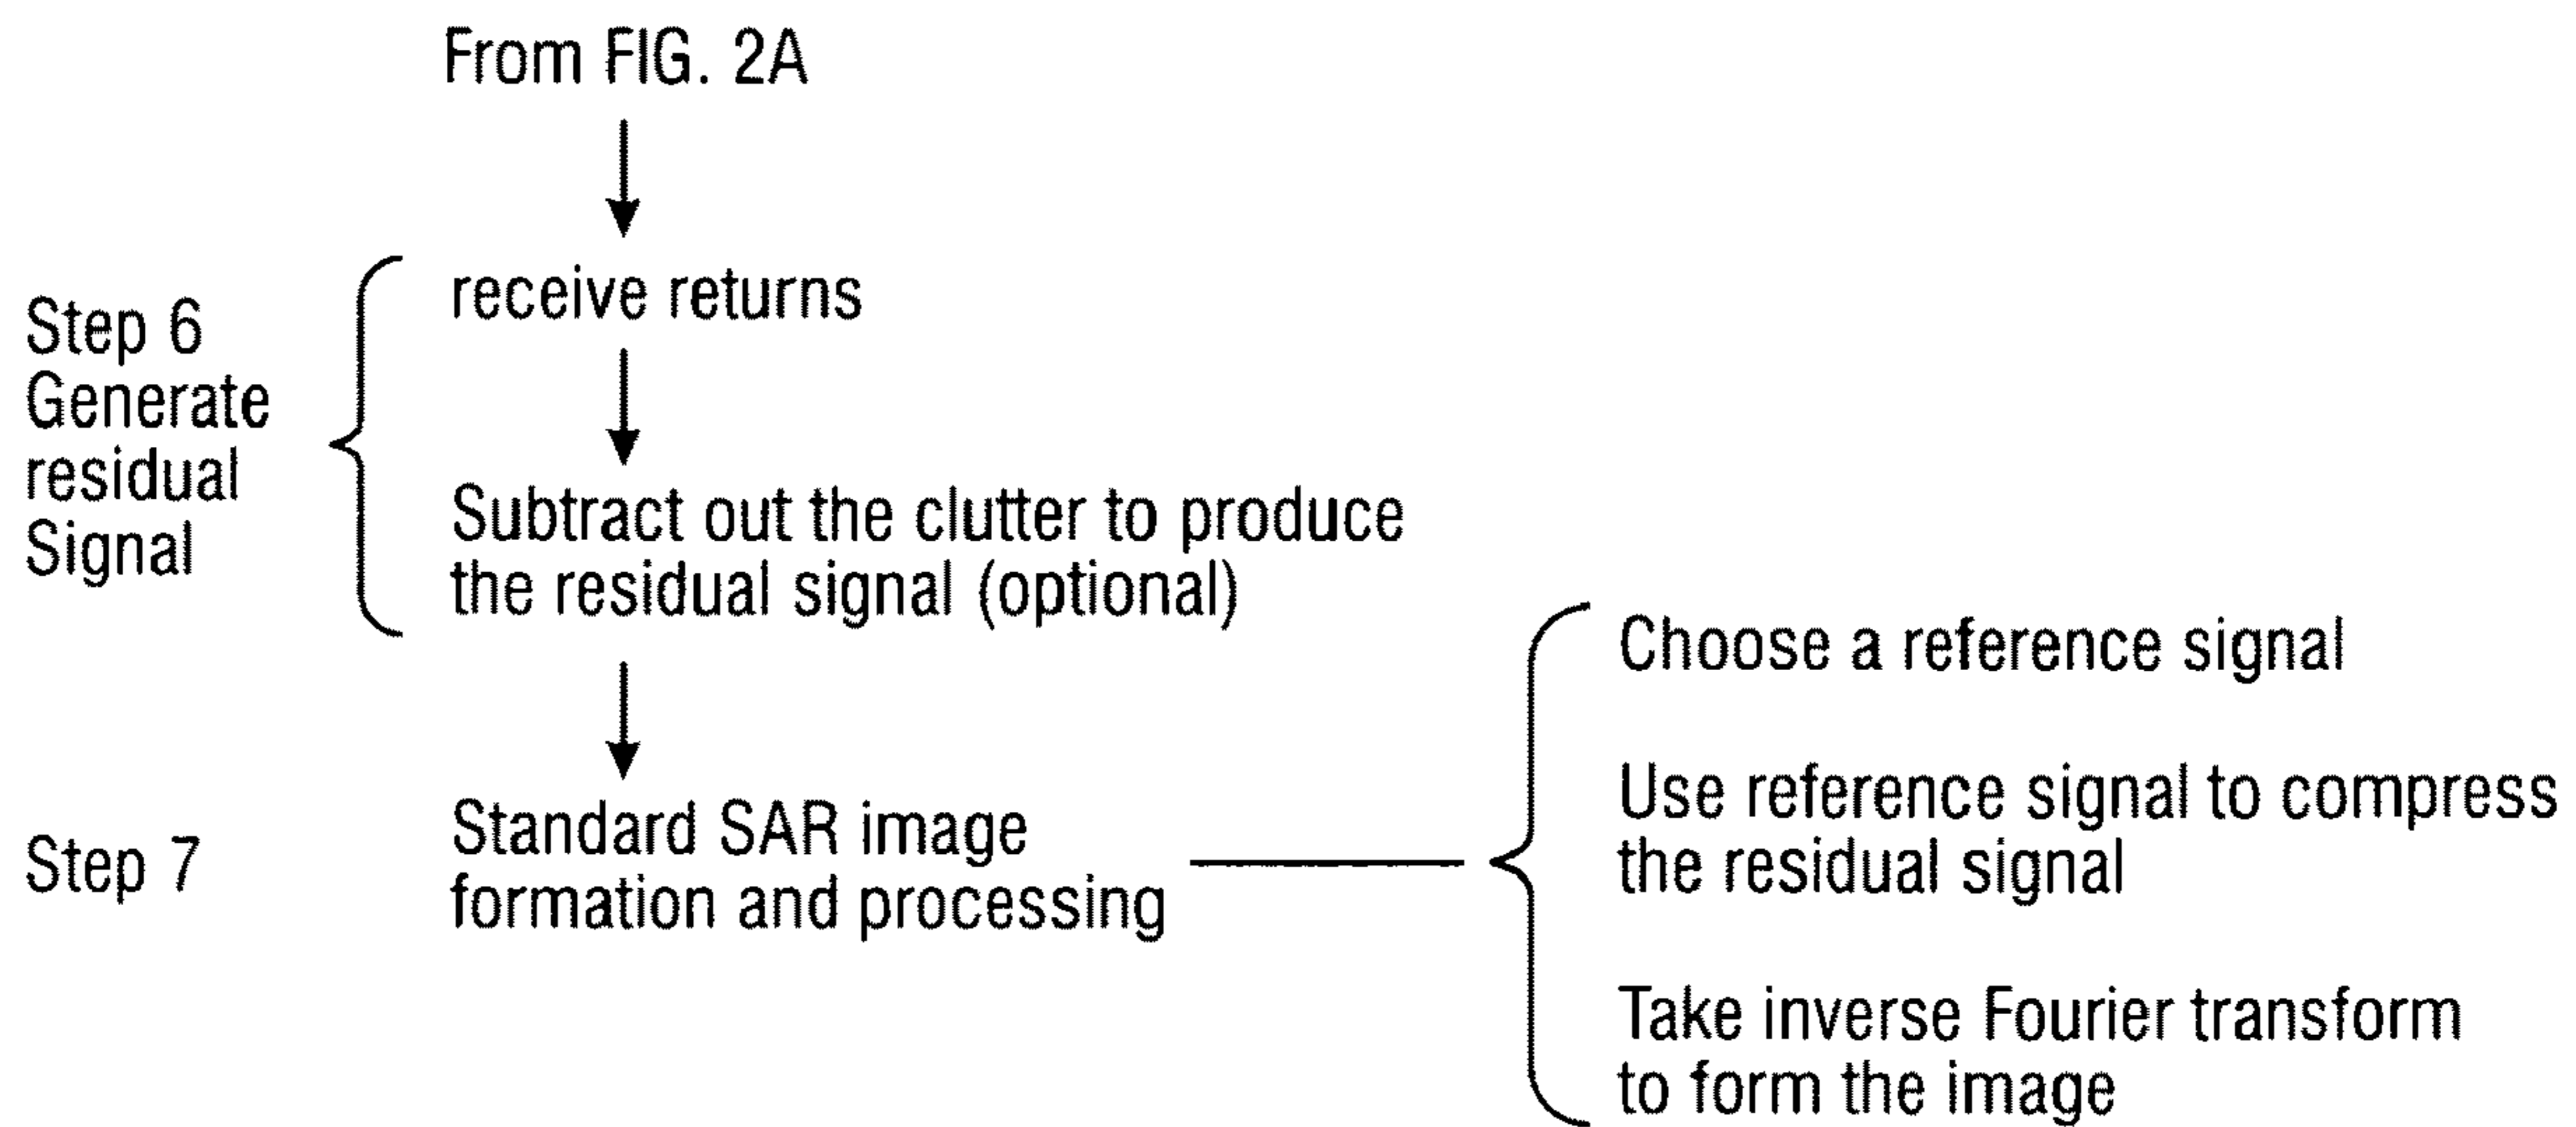 From FIG. 2A
Step 6
Generate
residual
Signal
receive returns
Subtract out the clutter to produce
the residual signal (optional)
Step 7
Standard SAR image
formation and processing
Choose a reference signal
Use reference signal to compress
the residual signal
Take inverse Fourier transform
to form the image